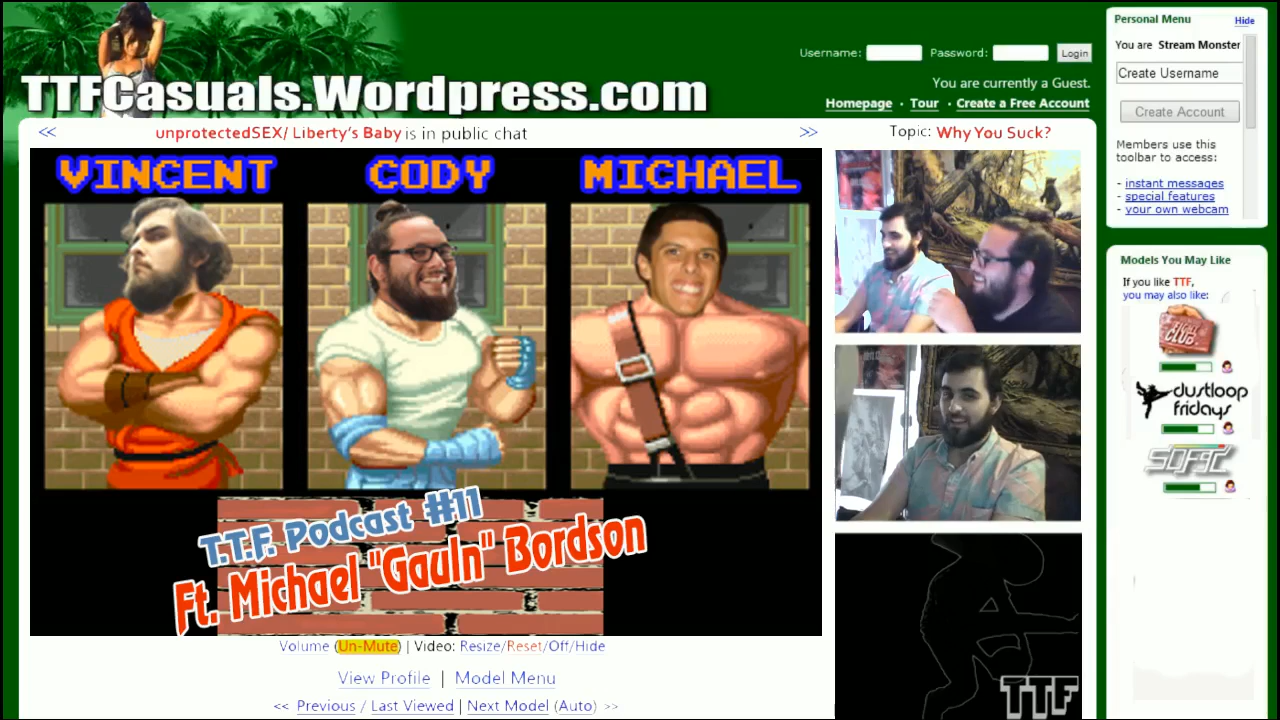 TTFCasuals.Wordpress.com
Username: Password: Login
You are currently a Guest.
Homepage · Tour · Create a Free Account
<< unprotectedSEX/ Liberty's Baby is in public chat >>
Topic: Why You Suck?
VINCENT CODY MICHAEL
T.T.F. Podcast #11
Ft. Michael "Gauln" Bordson
Volume (Un-Mute) | Video: Resize/Reset/Off/Hide
View Profile | Model Menu
<< Previous / Last Viewed | Next Model (Auto) >>
TTF
Personal Menu Hide
You are Stream Monster
Create Username
Create Account
Members use this
toolbar to access:
- instant messages
- special features
- your own webcam
Models You May Like
If you like TTF,
you may also like:
FIGHT
CLUB
dustloop
fridays